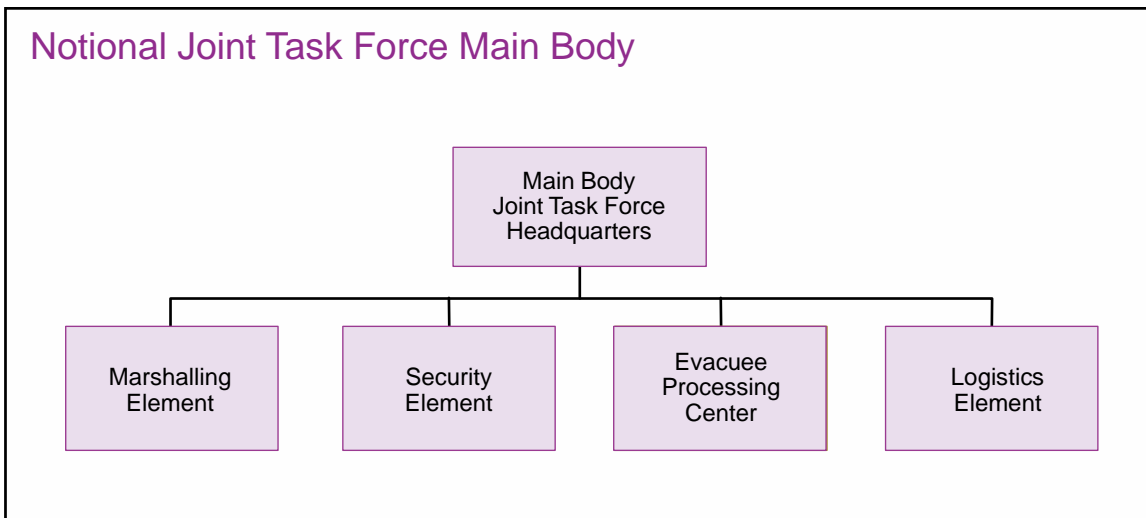 Notional Joint Task Force Main Body
Main Body
Joint Task Force
Headquarters
Marshalling
Element
Security
Element
Evacuee
Processing
Center
Logistics
Element